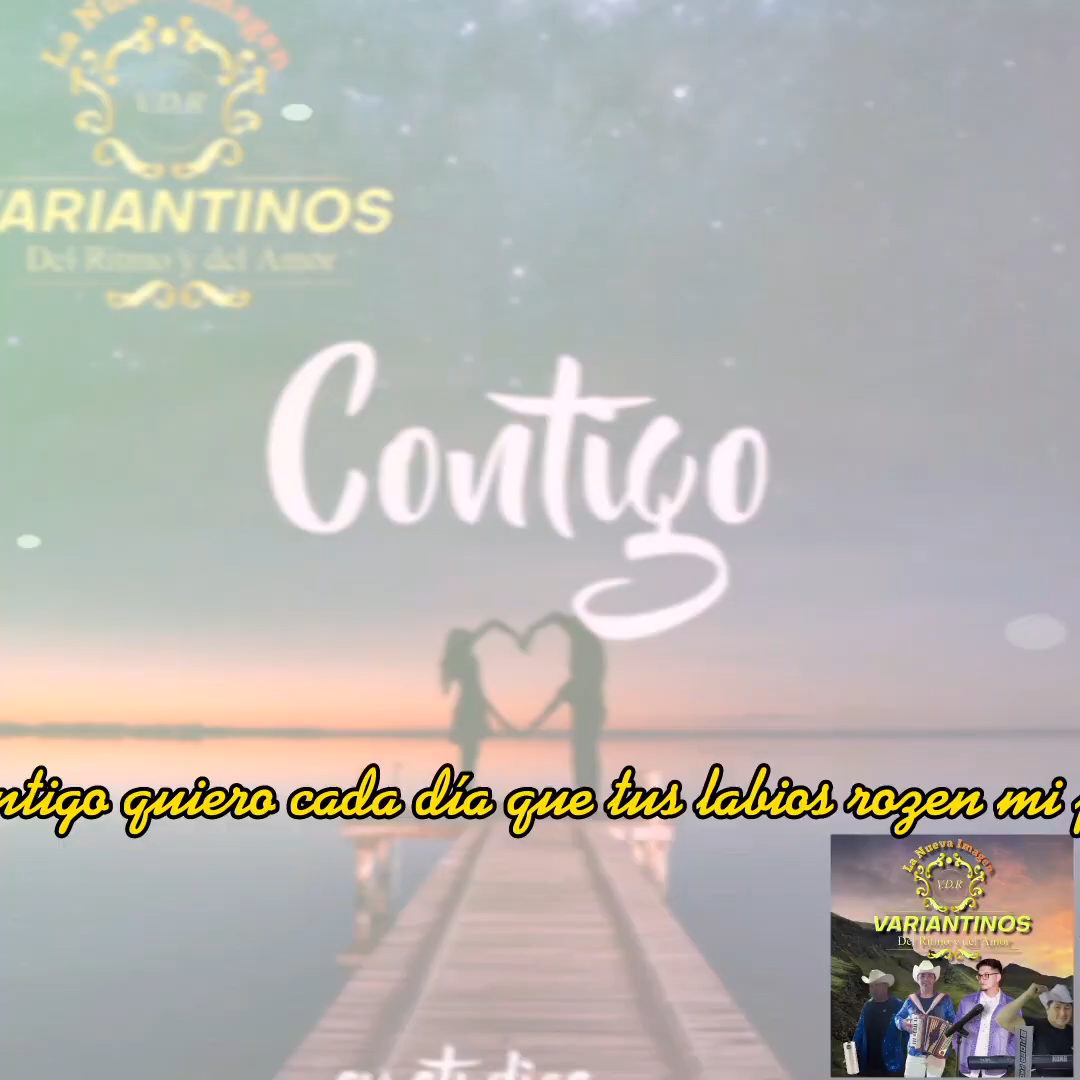 La Nueva Imagen
V.D.R
VARIANTINOS
Del Ritmo y del Amor
Contigo
ntigo quiero cada día que tus labios rozen mi
La Nueva Imagen
V.D.R
VARIANTINOS
Del Ritmo y del Amor
KORG